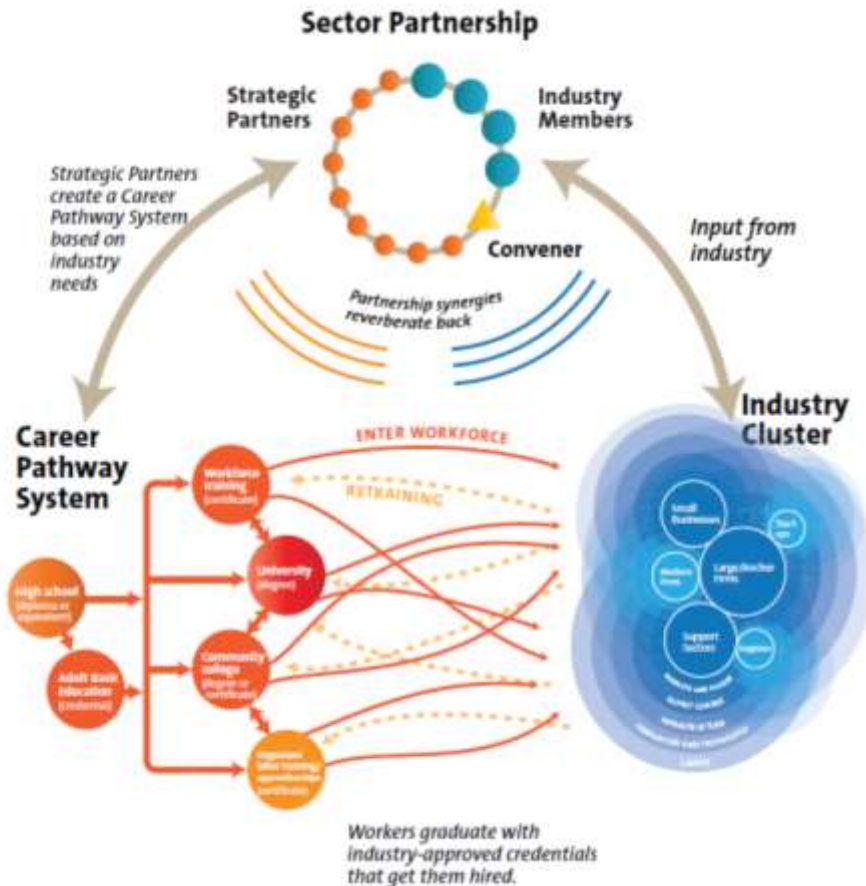 Sector Partnership
Strategic
Partners
Industry
Members
Strategic Partners
create a Career
Pathway System
based on
industry
needs
Convener
Input from
industry
Partnership synergies
reverberate back
Career
Pathway
System
Industry
Cluster
ENTER WORKFORCE
RETRAINING
Workforce
training
(certificate)
University
(degree)
High school
(diploma or
equivalent)
Community
college
(degree or
certificate)
Adult Basic
Education
(credential)
(certificate)
Small
Businesses
Start
ups
Large/Anchor
Firms
Support
Sectors
Workers graduate with
industry-approved credentials
that get them hired.